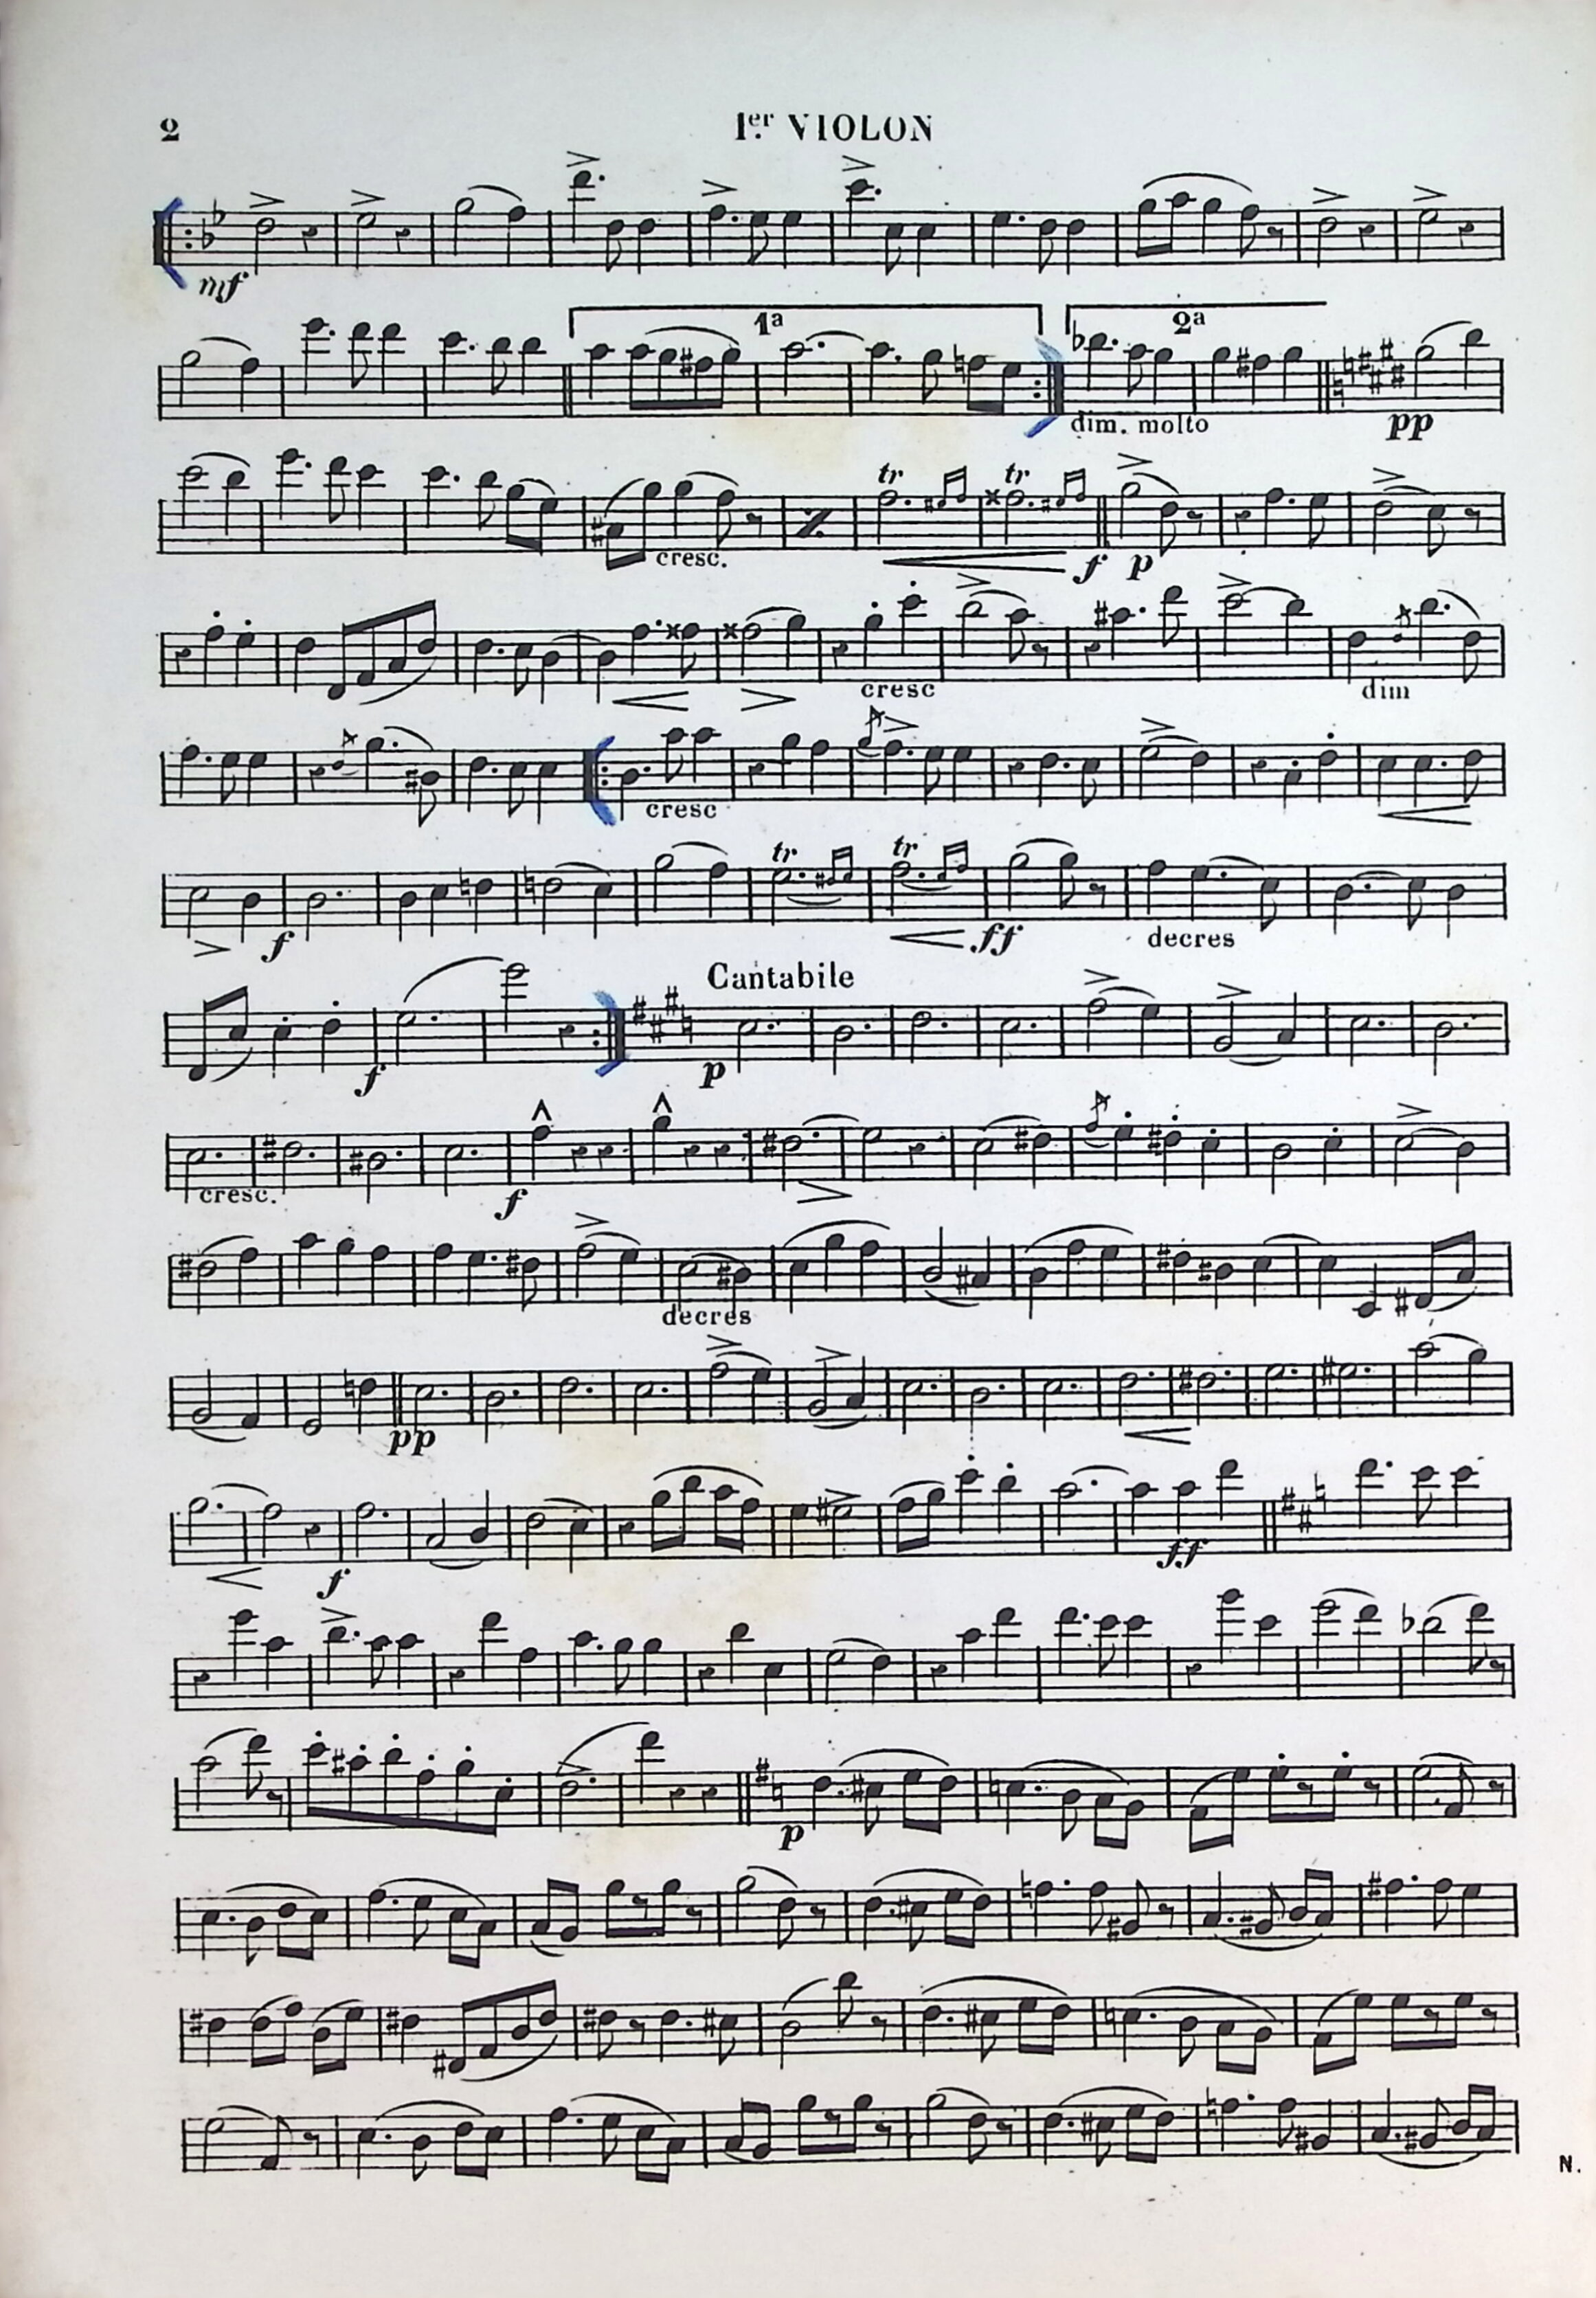 2
1er VIOLON
mf
1a 2a
dim. molto pp
tr tr
cresc. f p
cresc dim
cresc
tr tr
f ff decres
Cantabile
f p
cresc. f
decres
pp
f ff
p
N.